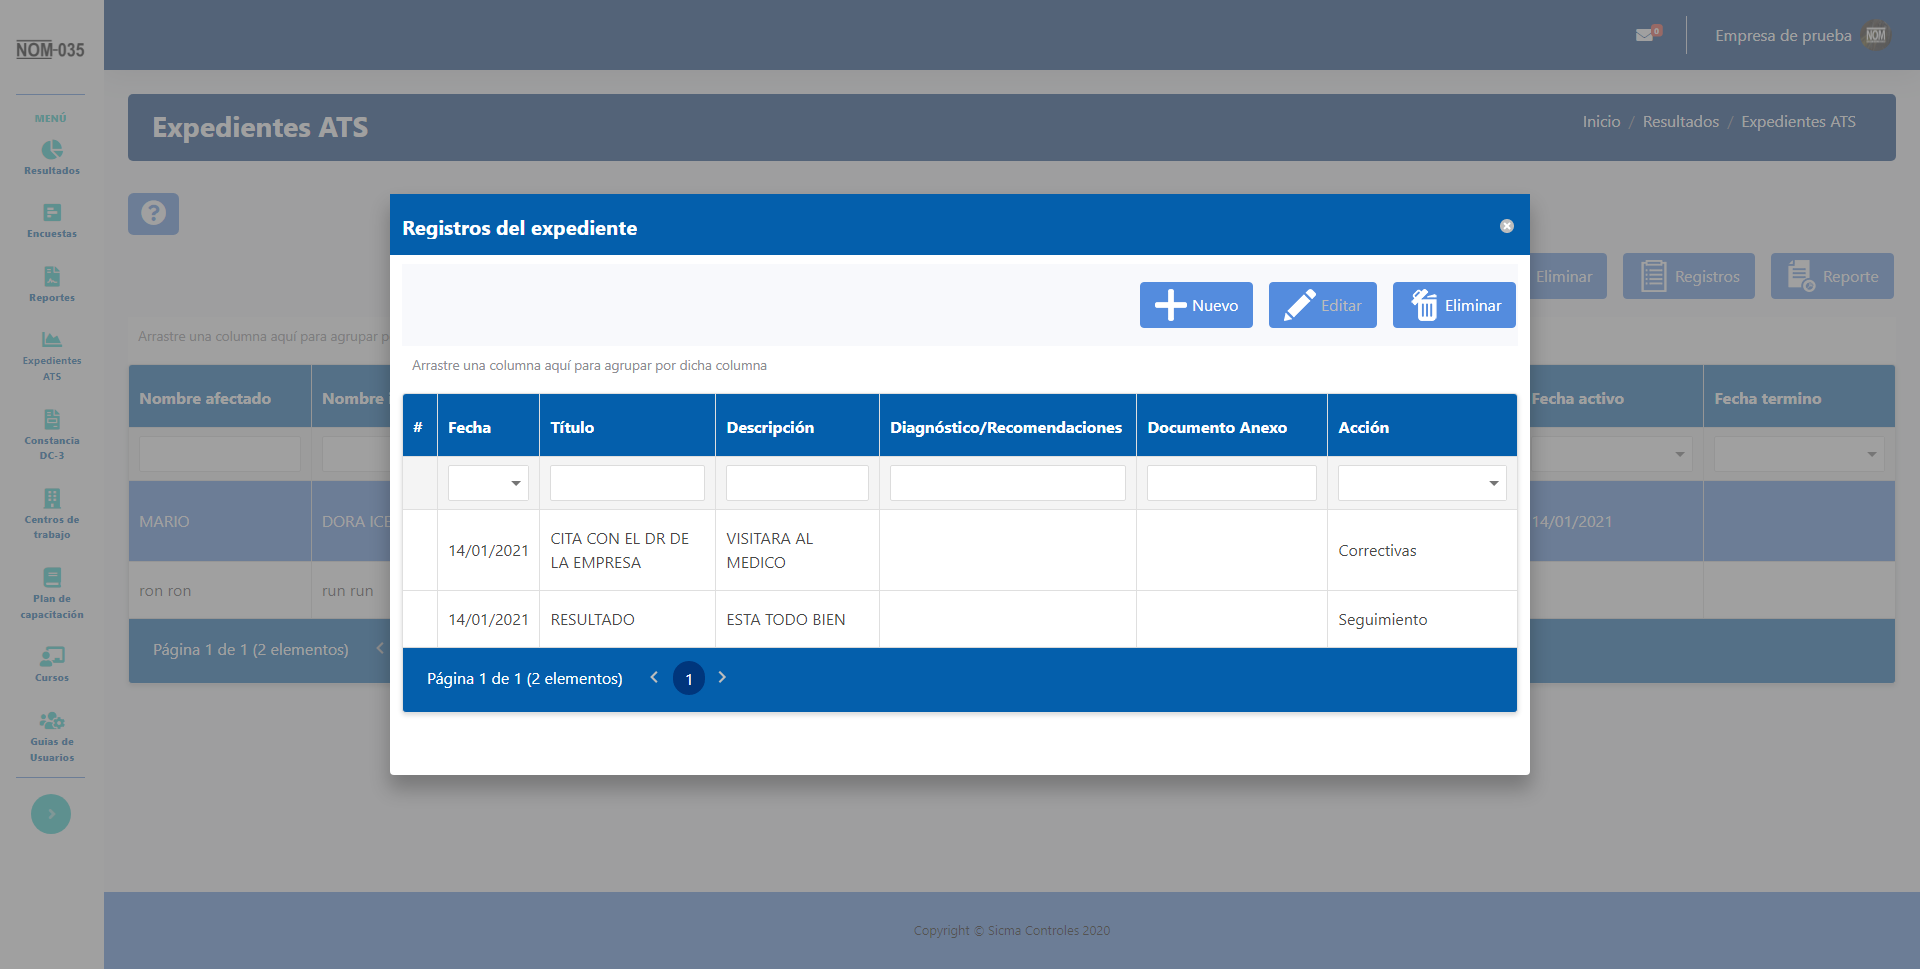 NOM-035
0
Empresa de prueba
NOM
MENÚ
Resultados
Encuestas
Reportes
Expedientes
ATS
Constancia
DC-3
Centros de
trabajo
Plan de
capacitación
Cursos
Guias de
Usuarios
Expedientes ATS
Inicio / Resultados / Expedientes ATS
Eliminar
Registros
Reporte
Arrastre una columna aquí para agrupar p
Nombre afectado
Nombre
Fecha activo
Fecha termino
MARIO
DORA ICE
14/01/2021
ron ron
run run
Página 1 de 1 (2 elementos)
Registros del expediente
Nuevo
Editar
Eliminar
Arrastre una columna aquí para agrupar por dicha columna
# Fecha Título Descripción Diagnóstico/Recomendaciones Documento Anexo Acción
14/01/2021 CITA CON EL DR DE LA EMPRESA VISITARA AL MEDICO Correctivas
14/01/2021 RESULTADO ESTA TODO BIEN Seguimiento
Página 1 de 1 (2 elementos) 1
Copyright © Sicma Controles 2020